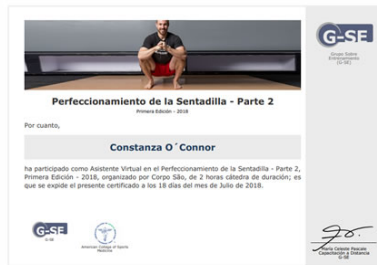 G-SE
Grupo Sobre
Entrenamiento
(G-SE)
Perfeccionamiento de la Sentadilla - Parte 2
Primera Edición - 2018
Por cuanto,
Constanza O´Connor
ha participado como Asistente Virtual en el Perfeccionamiento de la Sentadilla - Parte 2,
Primera Edición - 2018, organizado por Corpo São, de 2 horas cátedra de duración; es
que se expide el presente certificado a los 18 días del mes de Julio de 2018.
G-SE
G-SE
American College of Sports
Medicine
María Celeste Pascale
Capacitación a Distancia
G-SE